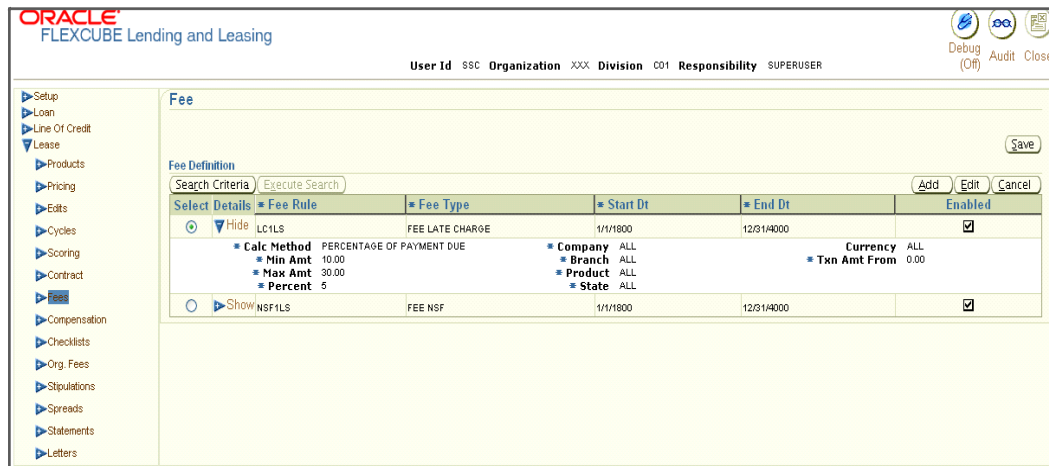 ORACLE'
FLEXCUBE Lending and Leasing
Debug (Off) Audit Close
User Id SSC Organization XXX Division C01 Responsibility SUPERUSER
Setup
Loan
Line Of Credit
Lease
Products
Pricing
Edits
Cycles
Scoring
Contract
Fees
Compensation
Checklists
Org. Fees
Stipulations
Spreads
Statements
Letters
Fee
Save
Fee Definition
Search Criteria Execute Search Add Edit Cancel
Select Details * Fee Rule * Fee Type * Start Dt * End Dt Enabled
Hide LC1LS FEE LATE CHARGE 1/1/1800 12/31/4000
* Calc Method PERCENTAGE OF PAYMENT DUE * Company ALL Currency ALL
* Min Amt 10.00 * Branch ALL * Txn Amt From 0.00
* Max Amt 30.00 * Product ALL
* Percent 5 * State ALL
Show NSF1LS FEE NSF 1/1/1800 12/31/4000